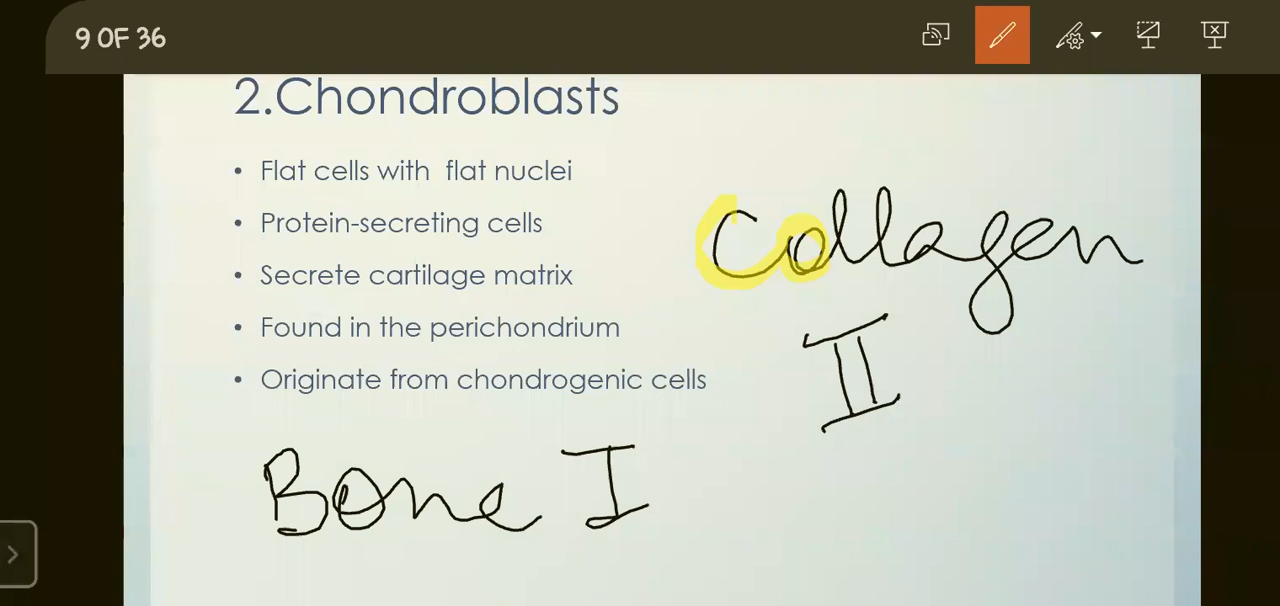 9 OF 36
2.Chondroblasts
• Flat cells with flat nuclei
• Protein-secreting cells
• Secrete cartilage matrix
• Found in the perichondrium
• Originate from chondrogenic cells
Collagen
II
Bone I